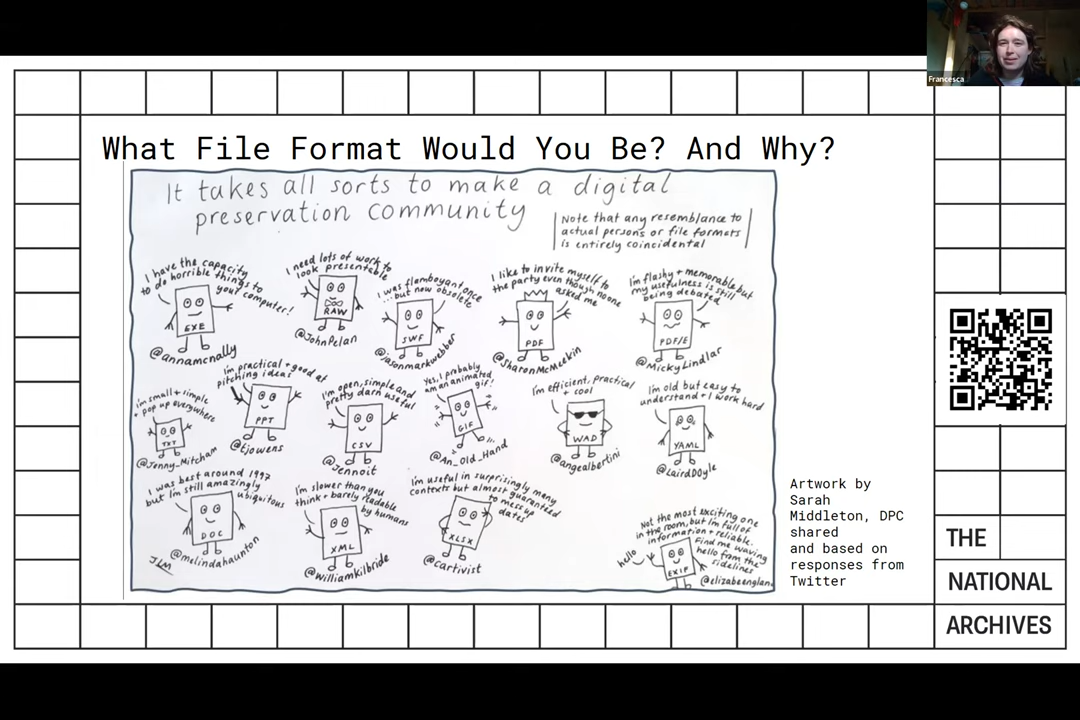 Francesca
What File Format Would You Be? And Why?
It takes all sorts to make a digital
preservation community
Note that any resemblance to
actual persons or file formats
is entirely coincidental
I have the capacity
to do horrible things to
your computer!
EXE
@annamcnally
I need lots of work to
look presentable
RAW
@JohnPelan
I was flamboyant once
...but now obsolete
SWF
@jasonmarkwebber
I like to invite myself to
the party even though no one
asked me
PDF
@SharonMcMeekin
I'm flashy + memorable but
my usefulness is still
being debated
PDF/E
@MickyLindlar
I'm small + simple
+ pop up everywhere
TXT
@Jenny_Mitcham
I'm practical + good at
pitching ideas
PPT
@tjowens
I'm open, simple and
pretty darn useful
CSV
@Jennoit
Yes, I probably
am an animated
gif!
GIF
@An_Old_Hand
I'm efficient, practical
+ cool
WAD
@angealbertini
I'm old but easy to
understand + I work hard
YAML
@LairdDOyle
I was best around 1997
but I'm still amazingly
ubiquitous
DOC
@melindahaunton
I'm slower than you
think + barely readable
by humans
XML
@williamkilbride
I'm useful in surprisingly many
contexts but almost guaranteed
to mess up
dates
XLSX
@cartivist
Not the most exciting one
in the room, but I'm full of
information + reliable.
Find me waving
hello from the
sidelines
hello
EXIF
@elizabeenglan
JLM
Artwork by
Sarah
Middleton, DPC
shared
and based on
responses from
Twitter
THE
NATIONAL
ARCHIVES